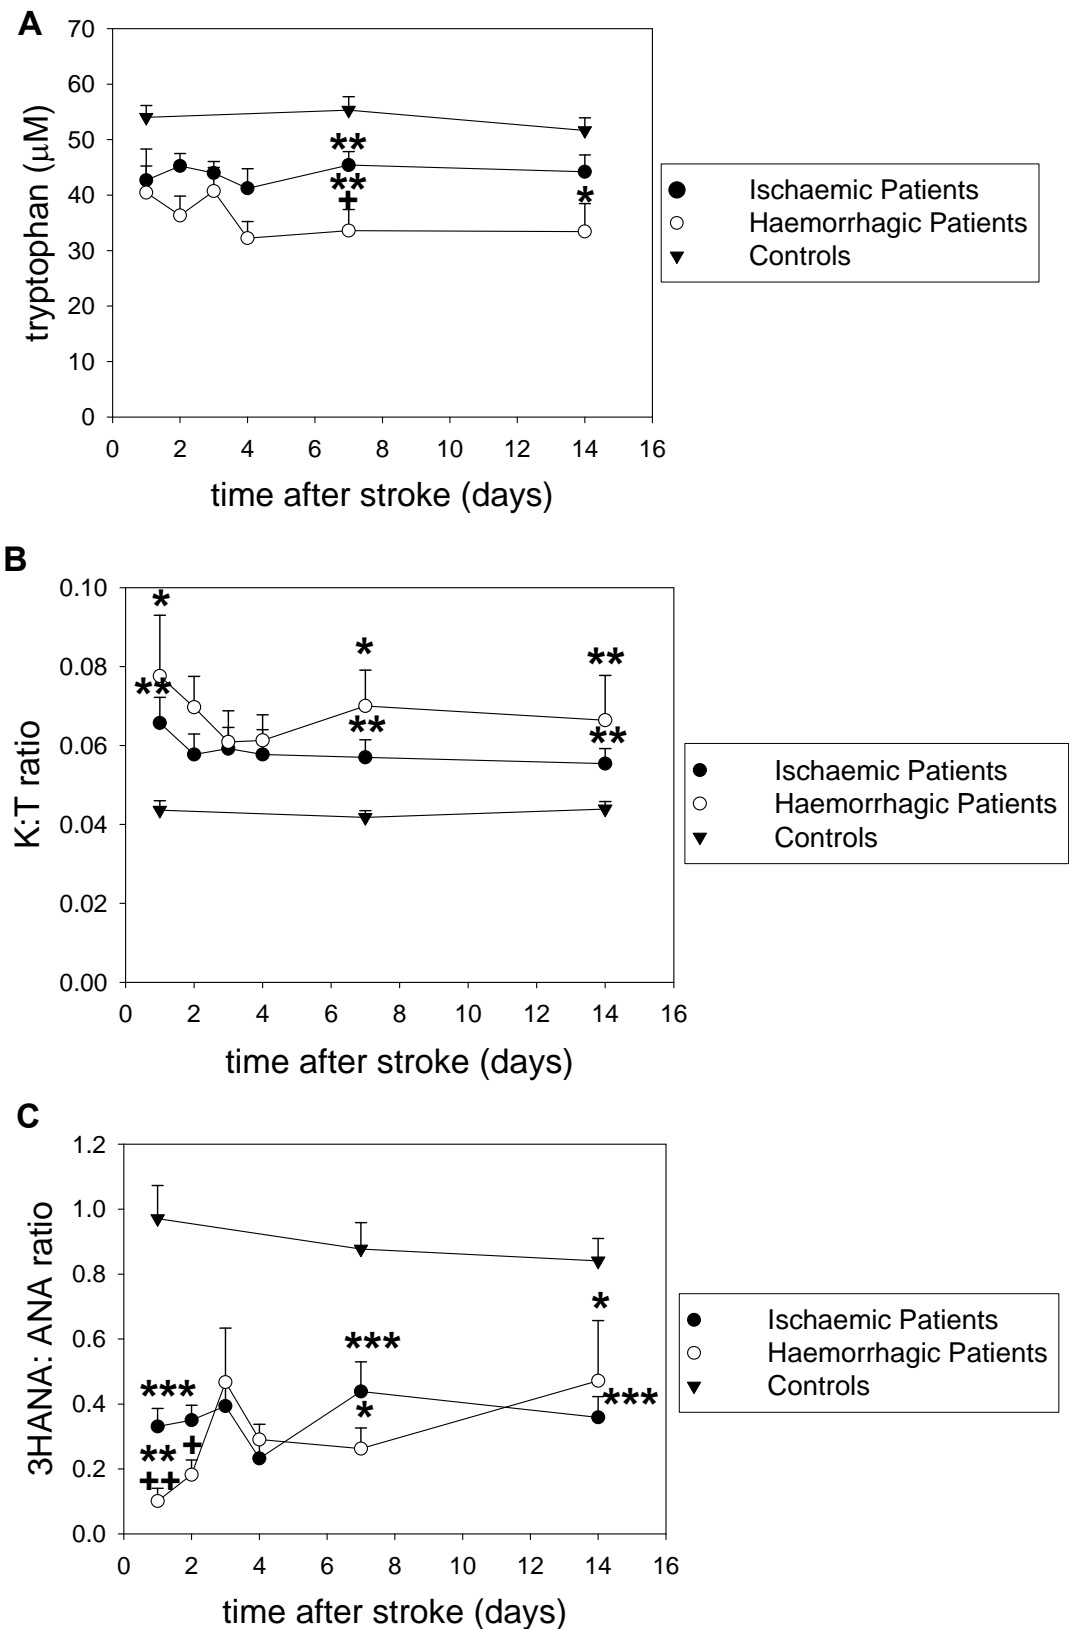 A
70
60
50
40
30
20
10
0
tryptophan (μM)
**
**
+
*
0 2 4 6 8 10 12 14 16
time after stroke (days)
Ischaemic Patients
Haemorrhagic Patients
Controls
B
0.10
0.08
0.06
0.04
0.02
0.00
K:T ratio
*
**
*
**
**
**
0 2 4 6 8 10 12 14 16
time after stroke (days)
Ischaemic Patients
Haemorrhagic Patients
Controls
C
1.2
1.0
0.8
0.6
0.4
0.2
0.0
3HANA: ANA ratio
*
***
***
***
*
**
+
++
0 2 4 6 8 10 12 14 16
time after stroke (days)
Ischaemic Patients
Haemorrhagic Patients
Controls